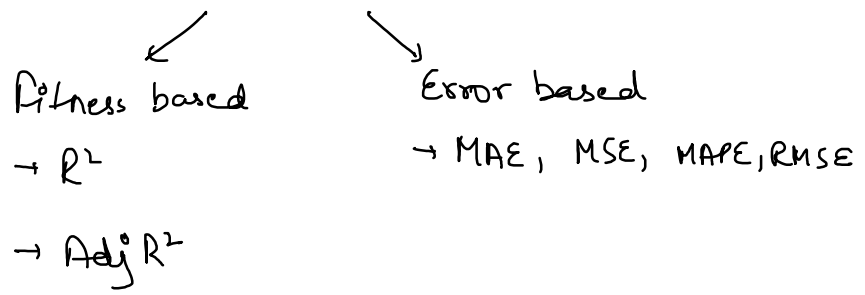 Fitness based
→ R²
→ Adj R²
Error based
→ MAE, MSE, MAPE, RMSE